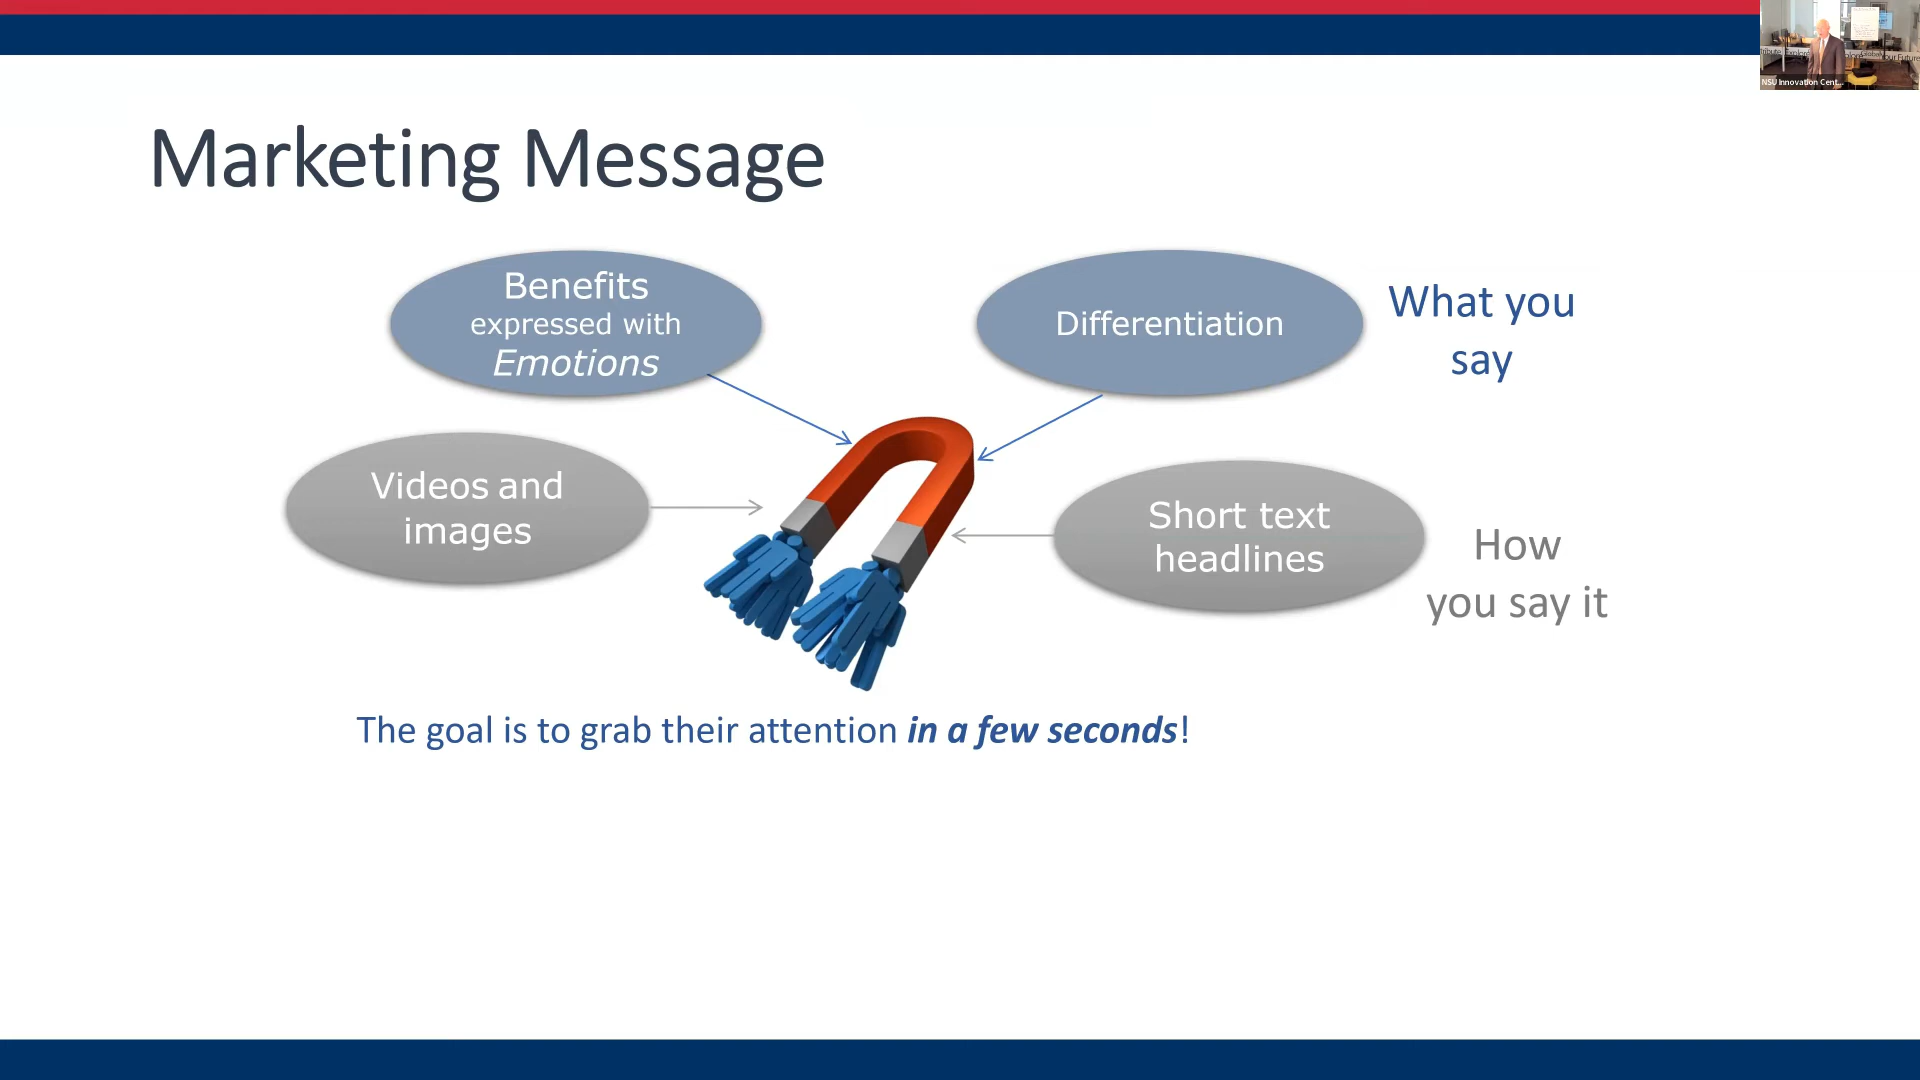 Marketing Message
Benefits
expressed with
Emotions
Differentiation
What you
say
Videos and
images
Short text
headlines
How
you say it
The goal is to grab their attention in a few seconds!
NSU Innovation Cent...